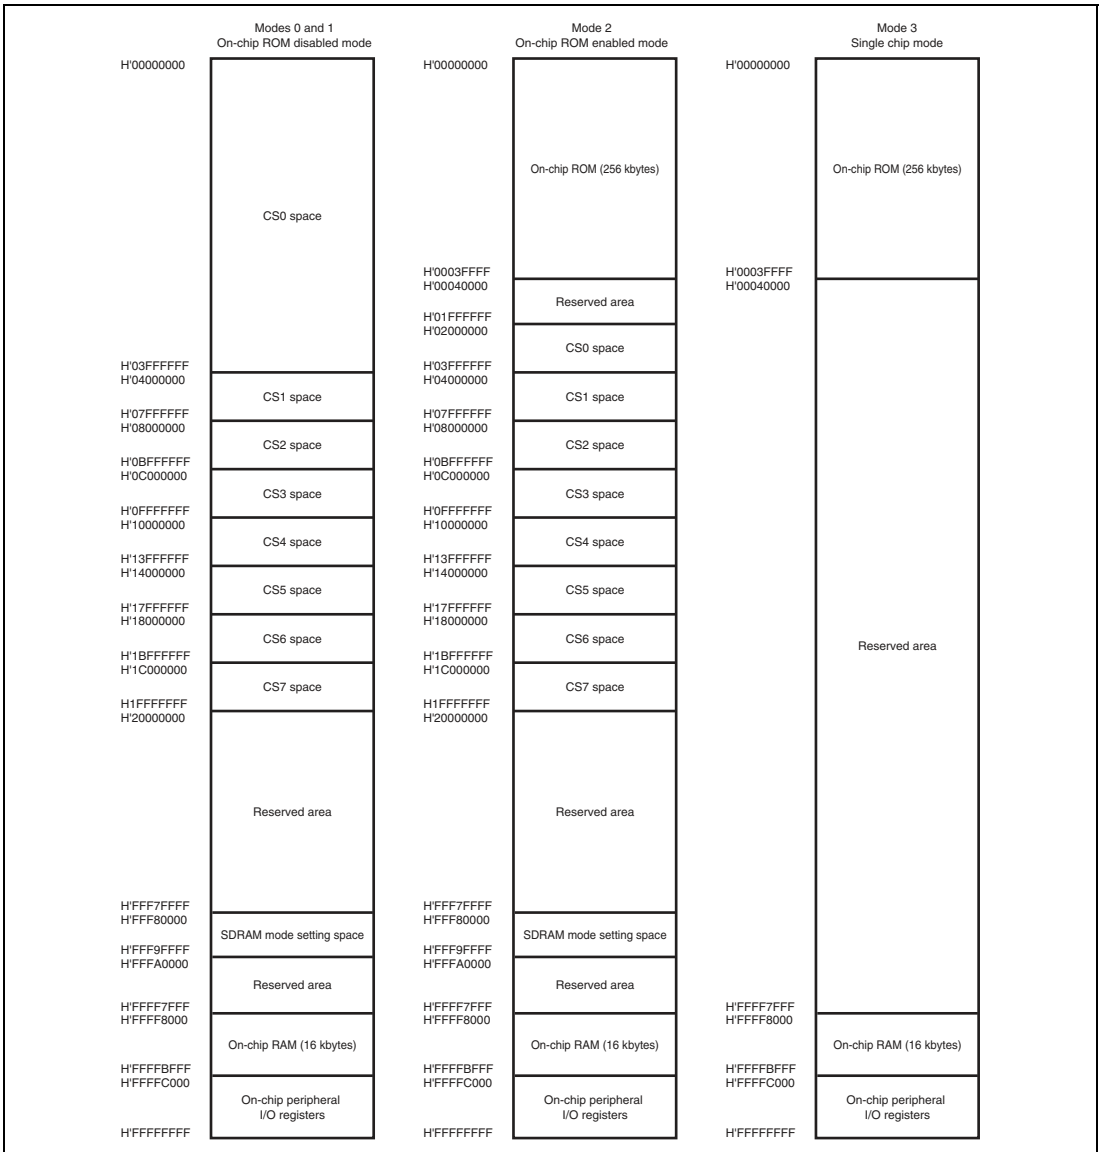 Modes 0 and 1
On-chip ROM disabled mode
H'00000000
CS0 space
H'03FFFFFF
H'04000000
CS1 space
H'07FFFFFF
H'08000000
CS2 space
H'0BFFFFFF
H'0C000000
CS3 space
H'0FFFFFFF
H'10000000
CS4 space
H'13FFFFFF
H'14000000
CS5 space
H'17FFFFFF
H'18000000
CS6 space
H'1BFFFFFF
H'1C000000
CS7 space
H1FFFFFFF
H'20000000
Reserved area
H'FFF7FFFF
H'FFF80000
SDRAM mode setting space
H'FFF9FFFF
H'FFFA0000
Reserved area
H'FFFF7FFF
H'FFFF8000
On-chip RAM (16 kbytes)
H'FFFFBFFF
H'FFFFC000
On-chip peripheral
I/O registers
H'FFFFFFFF
Mode 2
On-chip ROM enabled mode
H'00000000
On-chip ROM (256 kbytes)
H'0003FFFF
H'00040000
Reserved area
H'01FFFFFF
H'02000000
CS0 space
H'03FFFFFF
H'04000000
CS1 space
H'07FFFFFF
H'08000000
CS2 space
H'0BFFFFFF
H'0C000000
CS3 space
H'0FFFFFFF
H'10000000
CS4 space
H'13FFFFFF
H'14000000
CS5 space
H'17FFFFFF
H'18000000
CS6 space
H'1BFFFFFF
H'1C000000
CS7 space
H1FFFFFFF
H'20000000
Reserved area
H'FFF7FFFF
H'FFF80000
SDRAM mode setting space
H'FFF9FFFF
H'FFFA0000
Reserved area
H'FFFF7FFF
H'FFFF8000
On-chip RAM (16 kbytes)
H'FFFFBFFF
H'FFFFC000
On-chip peripheral
I/O registers
H'FFFFFFFF
Mode 3
Single chip mode
H'00000000
On-chip ROM (256 kbytes)
H'0003FFFF
H'00040000
Reserved area
H'FFFF7FFF
H'FFFF8000
On-chip RAM (16 kbytes)
H'FFFFBFFF
H'FFFFC000
On-chip peripheral
I/O registers
H'FFFFFFFF